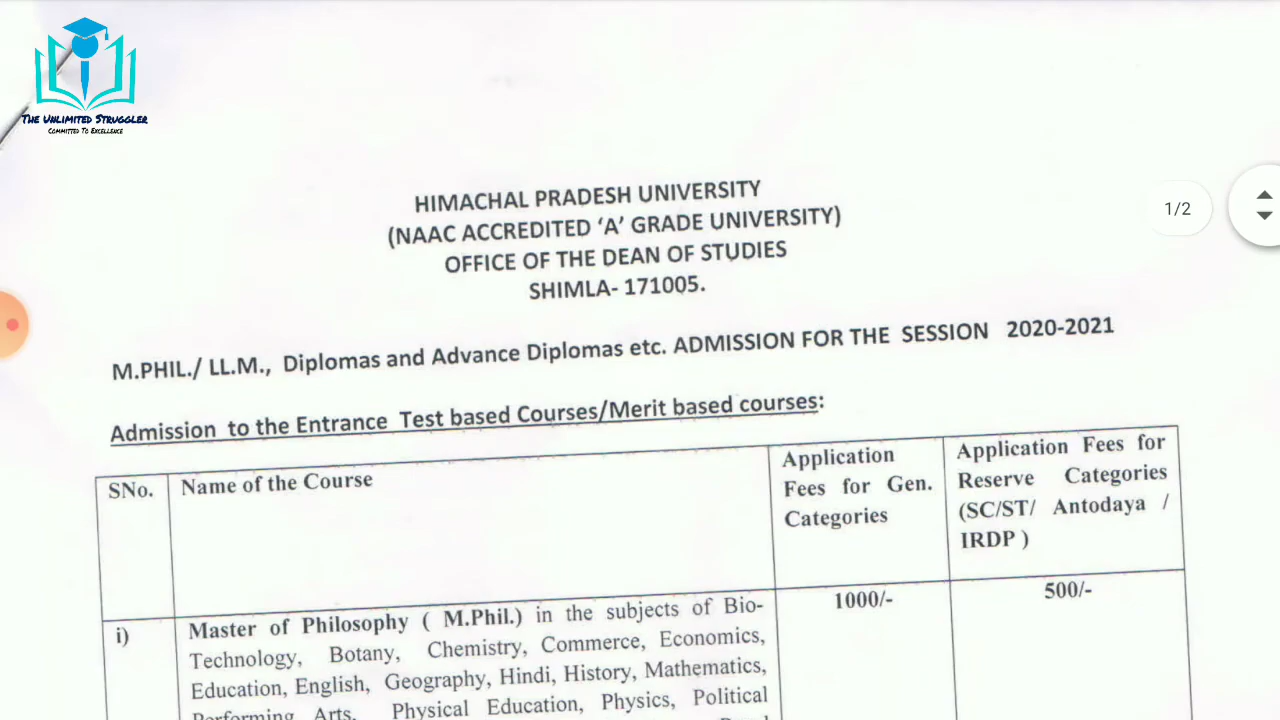 THE UNLIMITED STRUGGLER
COMMITTED TO EXCELLENCE
HIMACHAL PRADESH UNIVERSITY
(NAAC ACCREDITED ‘A’ GRADE UNIVERSITY)
OFFICE OF THE DEAN OF STUDIES
SHIMLA- 171005.
1/2
M.PHIL./ LL.M., Diplomas and Advance Diplomas etc. ADMISSION FOR THE SESSION 2020-2021
Admission to the Entrance Test based Courses/Merit based courses:
SNo.
Name of the Course
Application
Fees for Gen.
Categories
Application Fees for
Reserve Categories
(SC/ST/ Antodaya /
IRDP )
i)
Master of Philosophy ( M.Phil.) in the subjects of Bio-
Technology, Botany, Chemistry, Commerce, Economics,
Education, English, Geography, Hindi, History, Mathematics,
Performing Arts, Physical Education, Physics, Political
1000/-
500/-